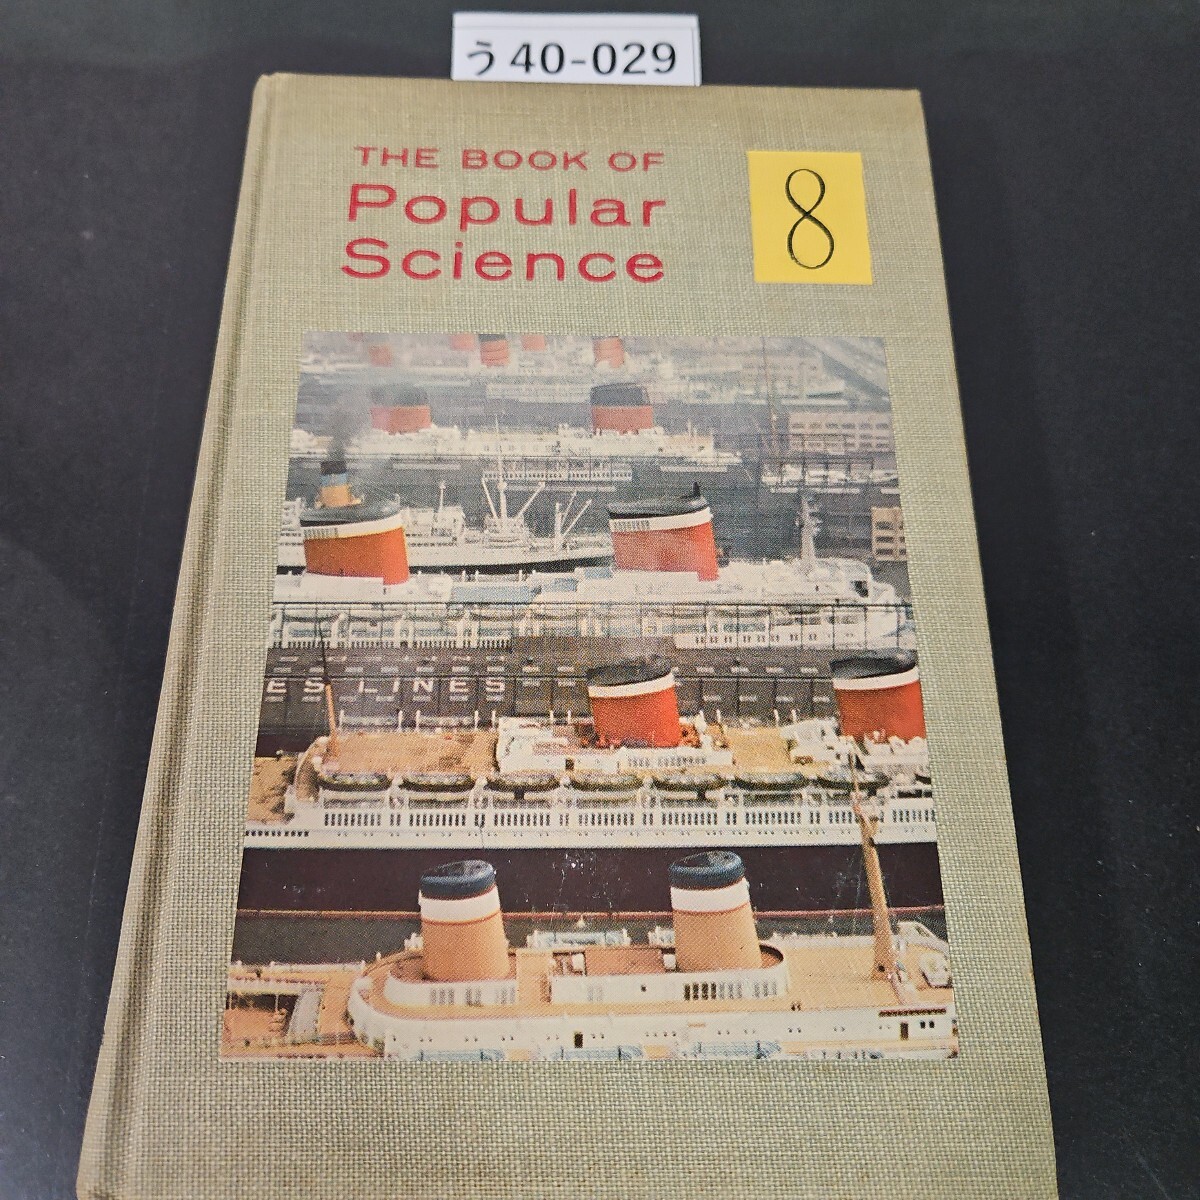 う40-029
THE BOOK OF
Popular
Science
8
ES LINES